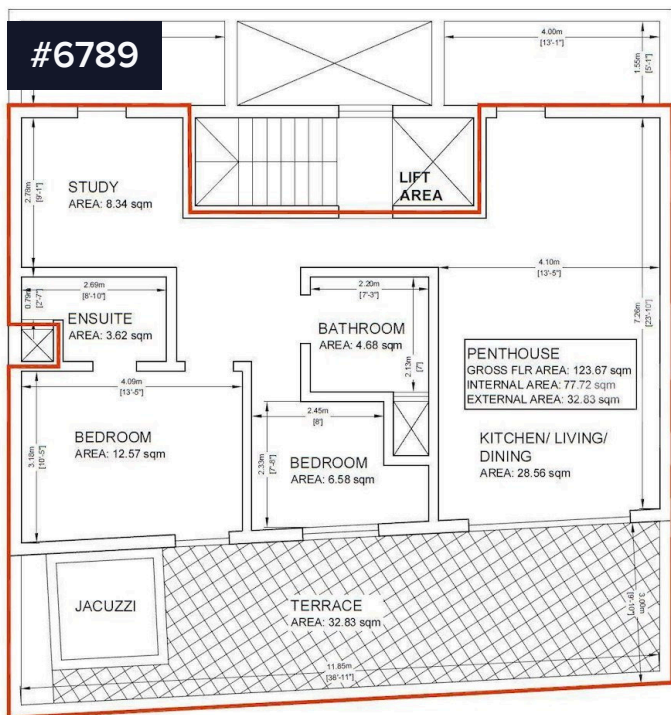 #6789
4.00m
[13'-1"]
1.55m
[5'-1"]
LIFT
AREA
STUDY
AREA: 8.34 sqm
2.78m
[9'-1"]
4.10m
[13'-5"]
0.79m
[2'-7"]
2.69m
[8'-10"]
ENSUITE
AREA: 3.62 sqm
2.20m
[7'-3"]
BATHROOM
AREA: 4.68 sqm
2.13m
[7']
7.26m
[23'-10"]
PENTHOUSE
GROSS FLR AREA: 123.67 sqm
INTERNAL AREA: 77.72 sqm
EXTERNAL AREA: 32.83 sqm
4.09m
[13'-5"]
3.18m
[10'-5"]
BEDROOM
AREA: 12.57 sqm
2.45m
[8']
2.33m
[7'-8"]
BEDROOM
AREA: 6.58 sqm
KITCHEN/ LIVING/
DINING
AREA: 28.56 sqm
JACUZZI
TERRACE
AREA: 32.83 sqm
3.00m
[9'-10"]
11.85m
[38'-11"]